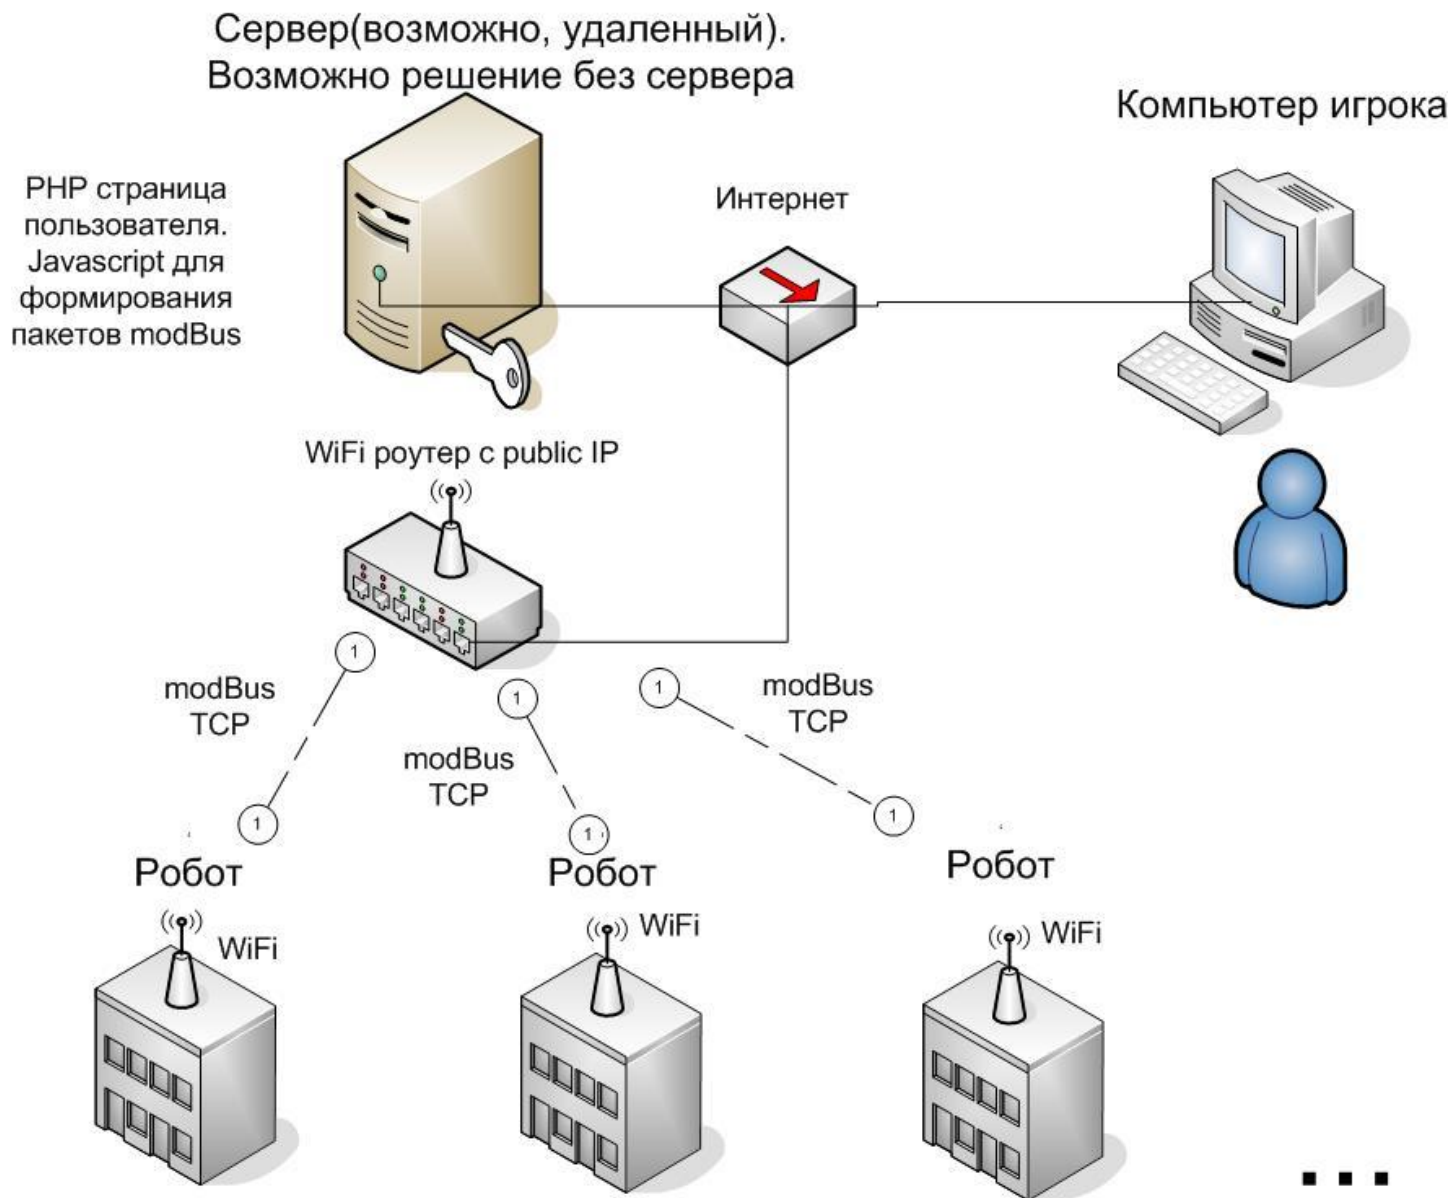 Сервер(возможно, удаленный).
Возможно решение без сервера
Компьютер игрока
PHP страница
пользователя.
Javascript для
формирования
пакетов modBus
Интернет
WiFi роутер с public IP
1
1
1
modBus
TCP
modBus
TCP
modBus
TCP
1
1
1
Робот
Робот
Робот
WiFi
WiFi
WiFi
...